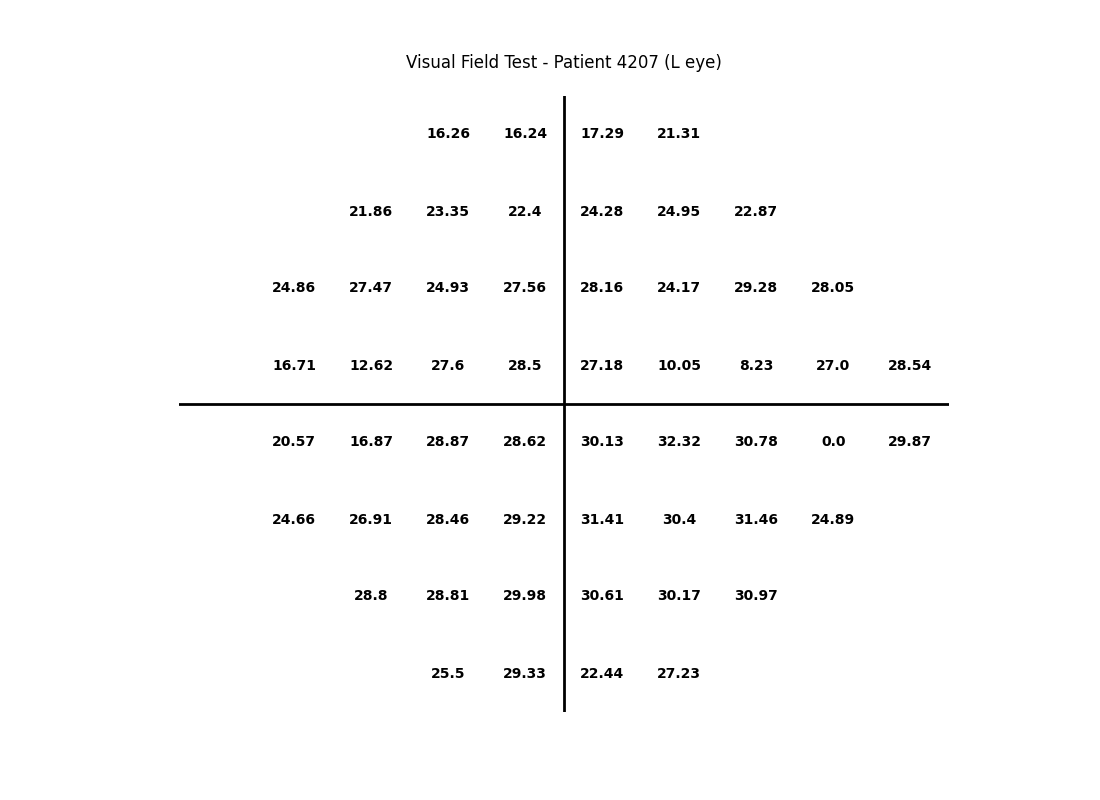 Visual Field Test - Patient 4207 (L eye)
16.26 16.24 17.29 21.31
21.86 23.35 22.4 24.28 24.95 22.87
24.86 27.47 24.93 27.56 28.16 24.17 29.28 28.05
16.71 12.62 27.6 28.5 27.18 10.05 8.23 27.0 28.54
20.57 16.87 28.87 28.62 30.13 32.32 30.78 0.0 29.87
24.66 26.91 28.46 29.22 31.41 30.4 31.46 24.89
28.8 28.81 29.98 30.61 30.17 30.97
25.5 29.33 22.44 27.23